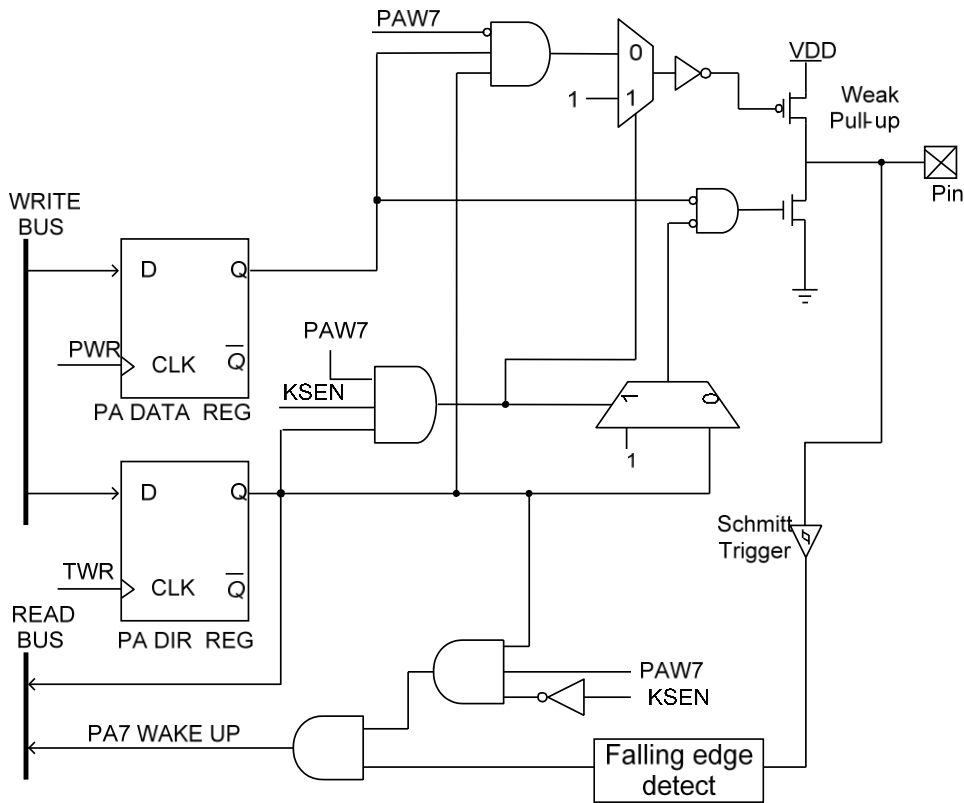 PAW7
0
1
1
VDD
Weak
Pull-up
Pin
WRITE
BUS
D
Q
PWR
CLK
Q
PA DATA REG
PAW7
KSEN
1
0
1
D
Q
TWR
CLK
Q
PA DIR REG
Schmitt
Trigger
READ
BUS
PAW7
KSEN
PA7 WAKE UP
Falling edge
detect